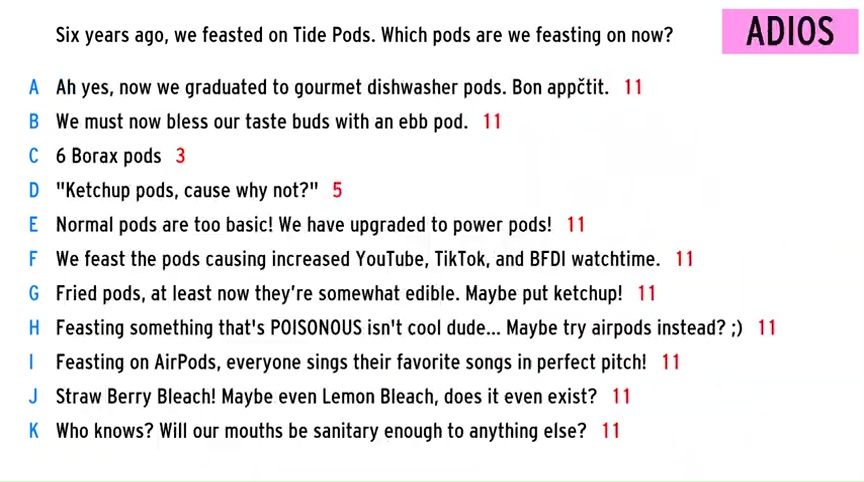 Six years ago, we feasted on Tide Pods. Which pods are we feasting on now?
ADIOS
A Ah yes, now we graduated to gourmet dishwasher pods. Bon appčtit. 11
B We must now bless our taste buds with an ebb pod. 11
C 6 Borax pods 3
D "Ketchup pods, cause why not?" 5
E Normal pods are too basic! We have upgraded to power pods! 11
F We feast the pods causing increased YouTube, TikTok, and BFDI watchtime. 11
G Fried pods, at least now they’re somewhat edible. Maybe put ketchup! 11
H Feasting something that's POISONOUS isn't cool dude... Maybe try airpods instead? ;) 11
I Feasting on AirPods, everyone sings their favorite songs in perfect pitch! 11
J Straw Berry Bleach! Maybe even Lemon Bleach, does it even exist? 11
K Who knows? Will our mouths be sanitary enough to anything else? 11